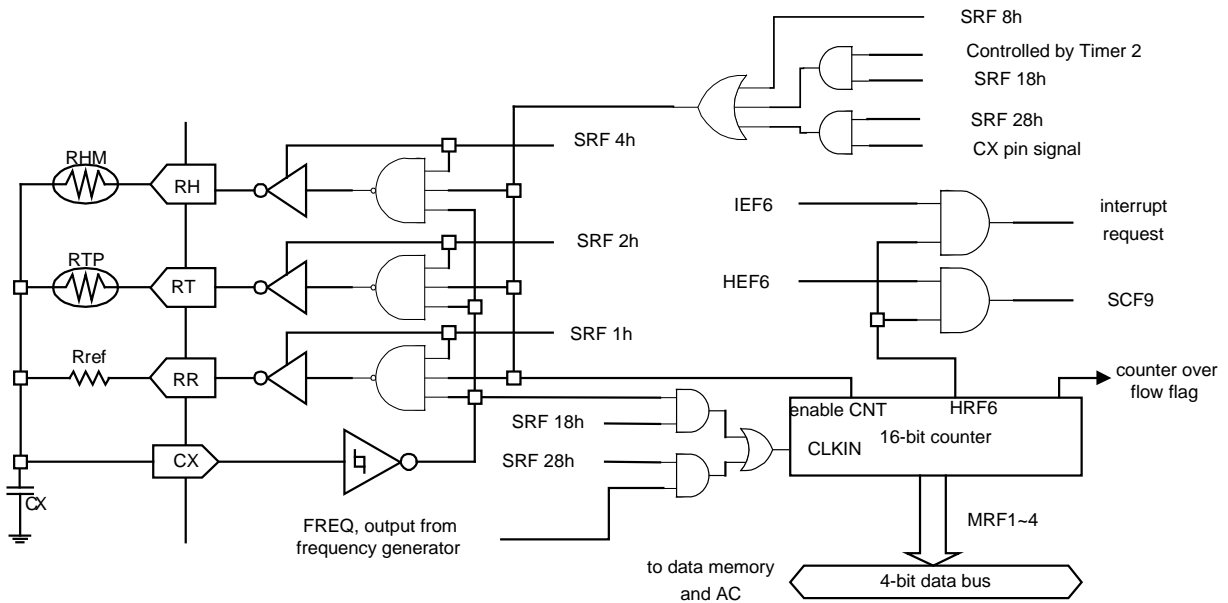 SRF 8h
Controlled by Timer 2
SRF 18h
SRF 28h
CX pin signal
SRF 4h
RHM
RH
IEF6
interrupt
request
SRF 2h
RTP
RT
HEF6
SCF9
SRF 1h
Rref
RR
counter over
flow flag
enable CNT
HRF6
16-bit counter
CLKIN
SRF 18h
SRF 28h
CX
CX
FREQ, output from
frequency generator
MRF1~4
to data memory
and AC
4-bit data bus